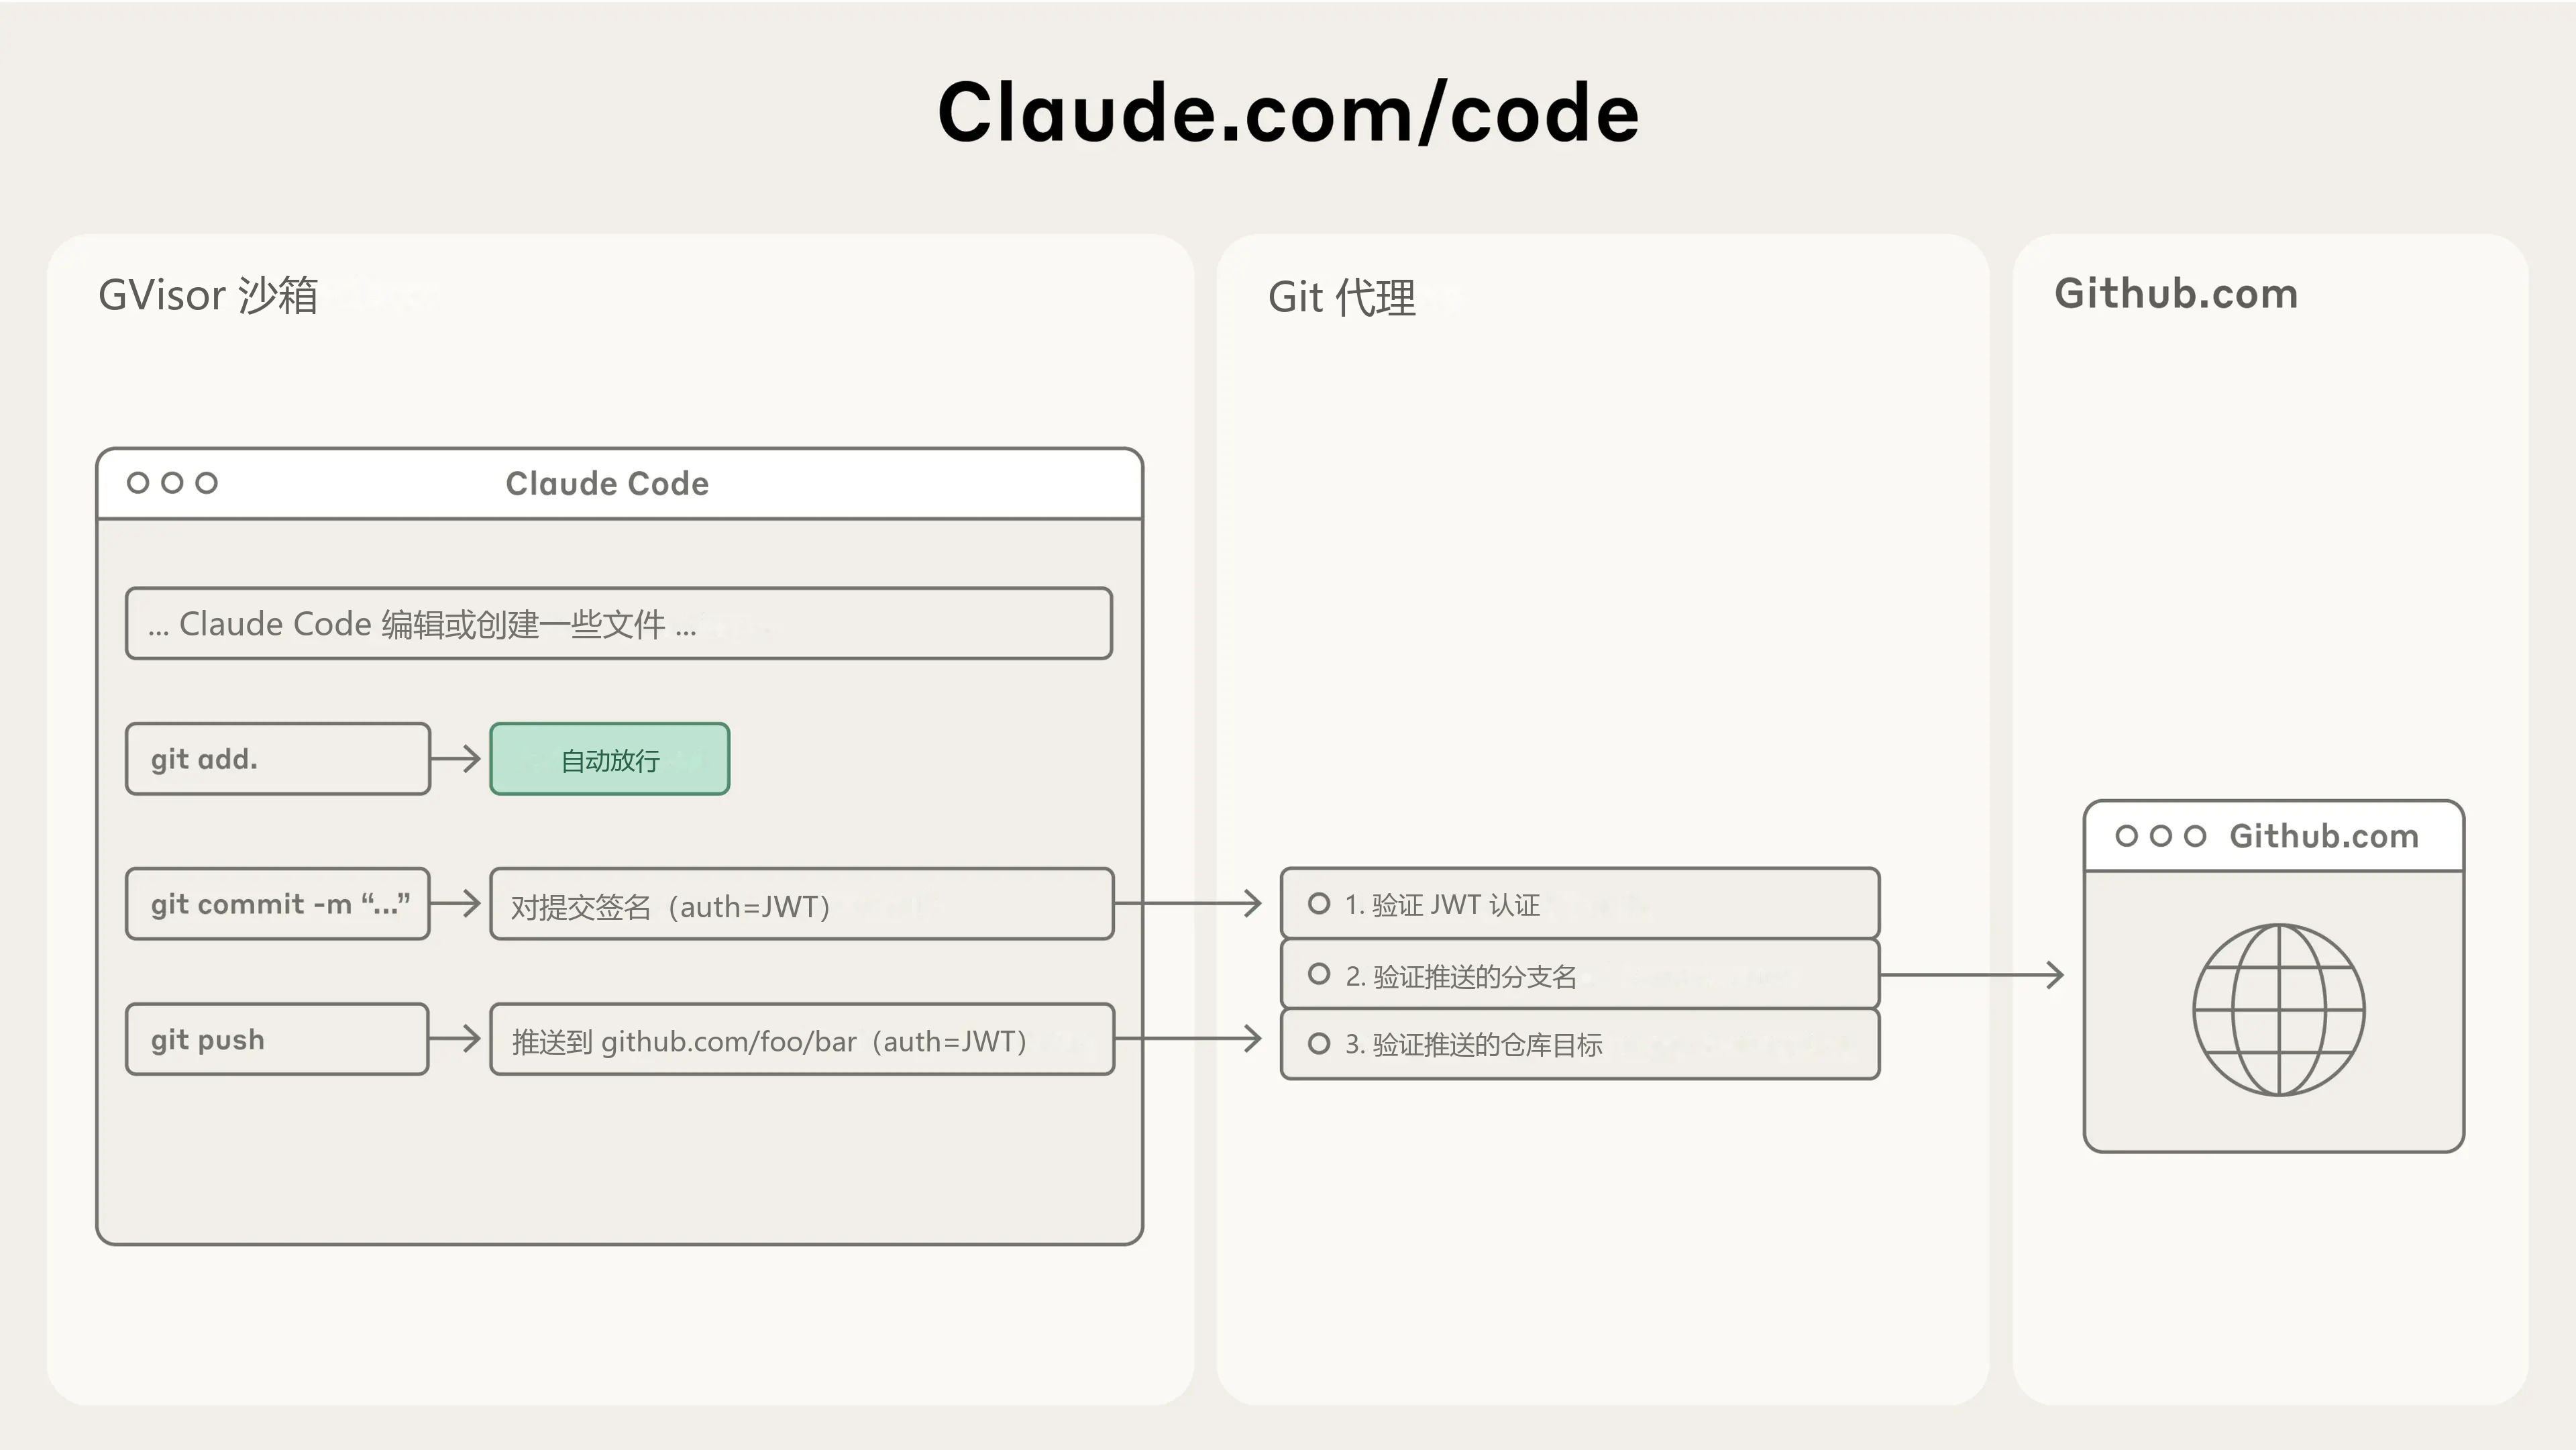 Claude.com/code
GVisor 沙箱
Claude Code
... Claude Code 编辑或创建一些文件 ...
git add.
自动放行
git commit -m “...”
对提交签名（auth=JWT）
git push
推送到 github.com/foo/bar（auth=JWT）
Git 代理
1. 验证 JWT 认证
2. 验证推送的分支名
3. 验证推送的仓库目标
Github.com
Github.com